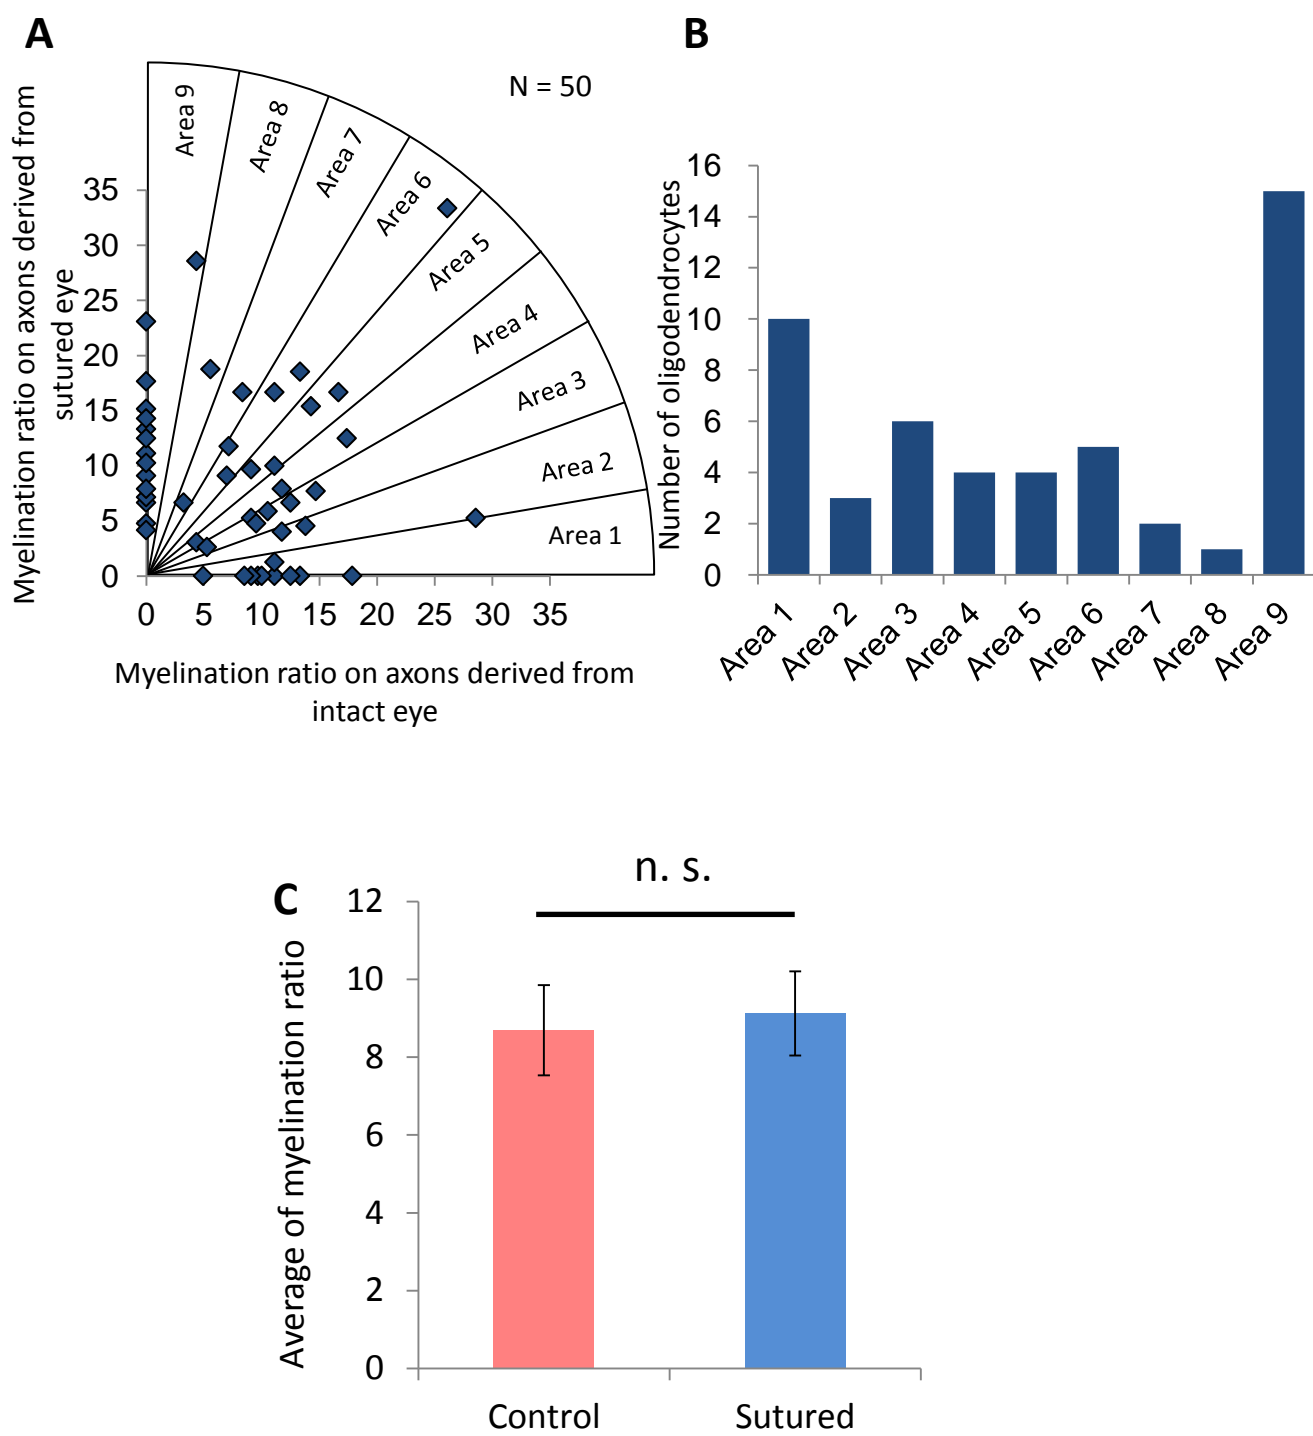 A
B
N = 50
Myelination ratio on axons derived from
sutured eye
Area 9
Area 8
Area 7
Area 6
Area 5
Area 4
Area 3
Area 2
Area 1
35
30
25
20
15
10
5
0
0 5 10 15 20 25 30 35
Myelination ratio on axons derived from
intact eye
Number of oligodendrocytes
16
14
12
10
8
6
4
2
0
Area 1
Area 2
Area 3
Area 4
Area 5
Area 6
Area 7
Area 8
Area 9
C
n. s.
Average of myelination ratio
12
10
8
6
4
2
0
Control Sutured